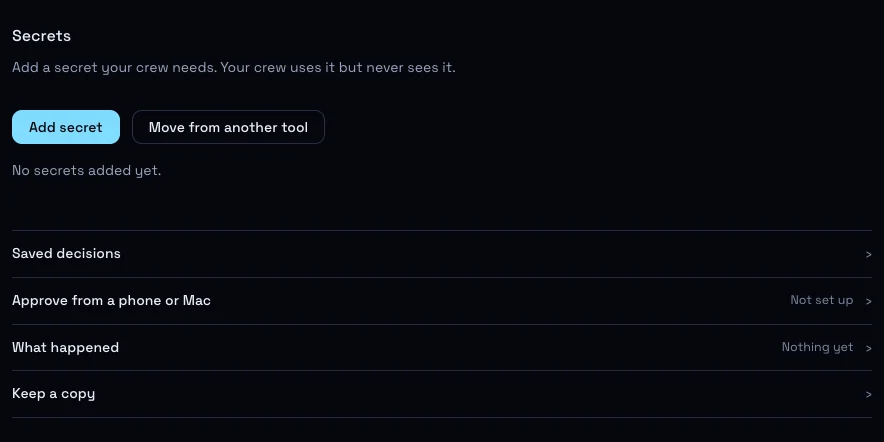 Secrets
Add a secret your crew needs. Your crew uses it but never sees it.
Add secret
Move from another tool
No secrets added yet.
Saved decisions >
Approve from a phone or Mac Not set up >
What happened Nothing yet >
Keep a copy >